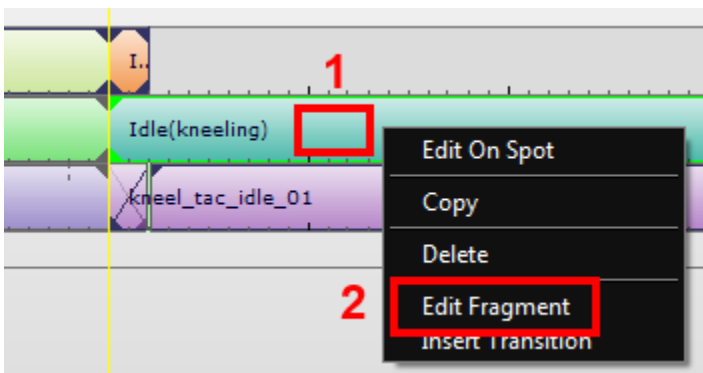 I..
1
Idle(kneeling)
Edit On Spot
kneel_tac_idle_01
Copy
Delete
2
Edit Fragment
Insert Transition